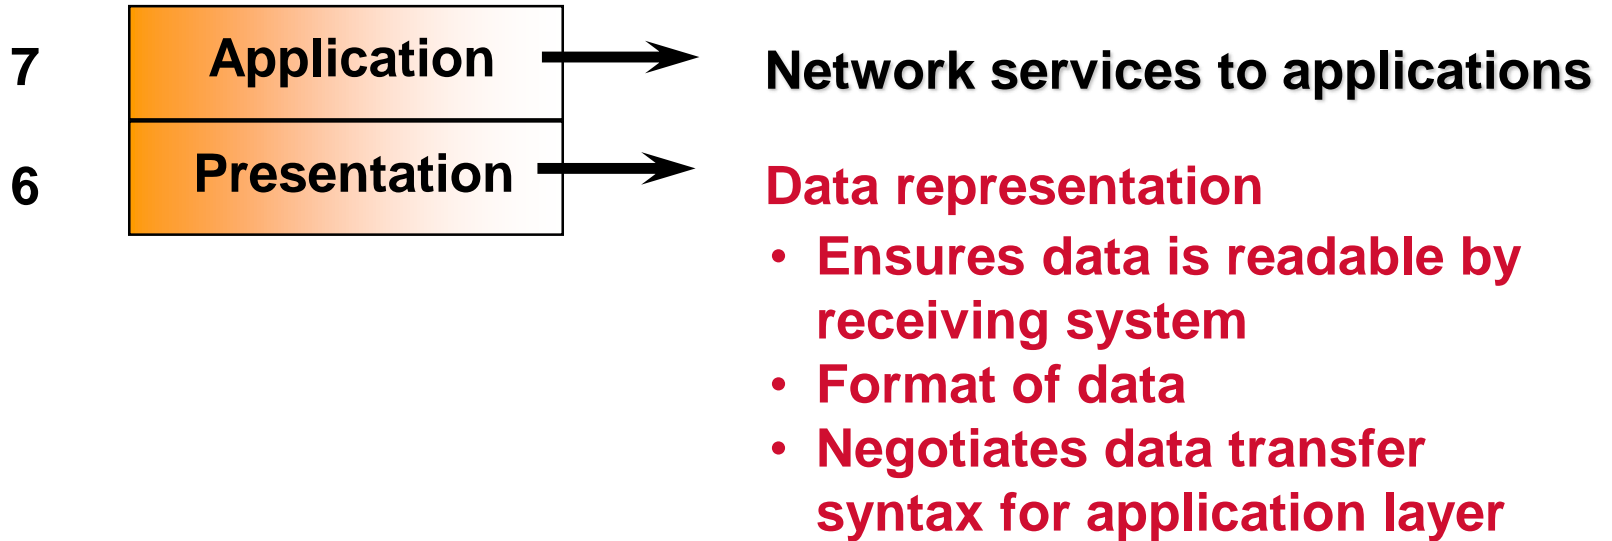 7
Application
Network services to applications
6
Presentation
Data representation
• Ensures data is readable by
receiving system
• Format of data
• Negotiates data transfer
syntax for application layer